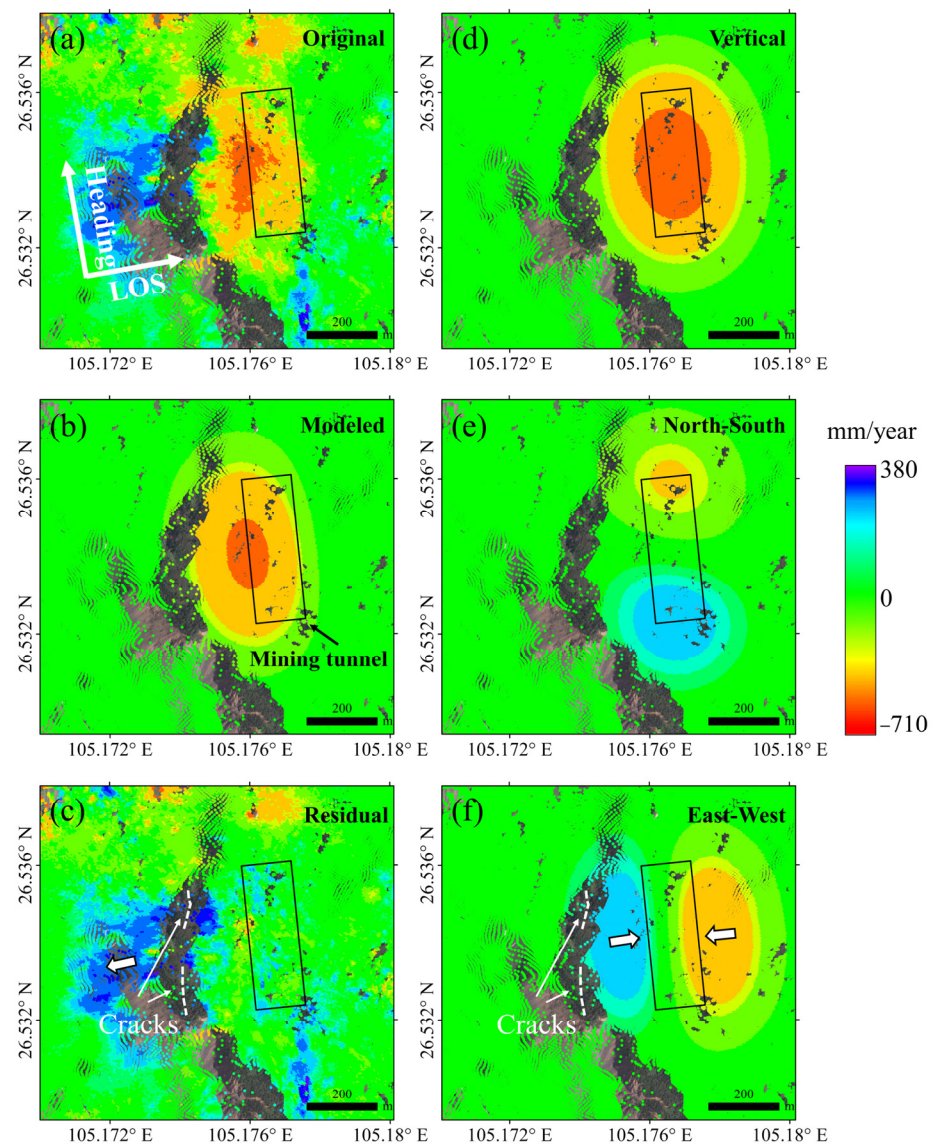 (a)
Original
26.536° N
26.532° N
Heading
LOS
200
m
105.172° E
105.176° E
105.18° E
(d)
Vertical
26.536° N
26.532° N
200
m
105.172° E
105.176° E
105.18° E
(b)
Modeled
26.536° N
26.532° N
Mining tunnel
200
m
105.172° E
105.176° E
105.18° E
(e)
North-South
26.536° N
26.532° N
200
m
105.172° E
105.176° E
105.18° E
mm/year
380
0
-710
(c)
Residual
26.536° N
26.532° N
Cracks
200
m
105.172° E
105.176° E
105.18° E
(f)
East-West
26.536° N
26.532° N
Cracks
200
m
105.172° E
105.176° E
105.18° E